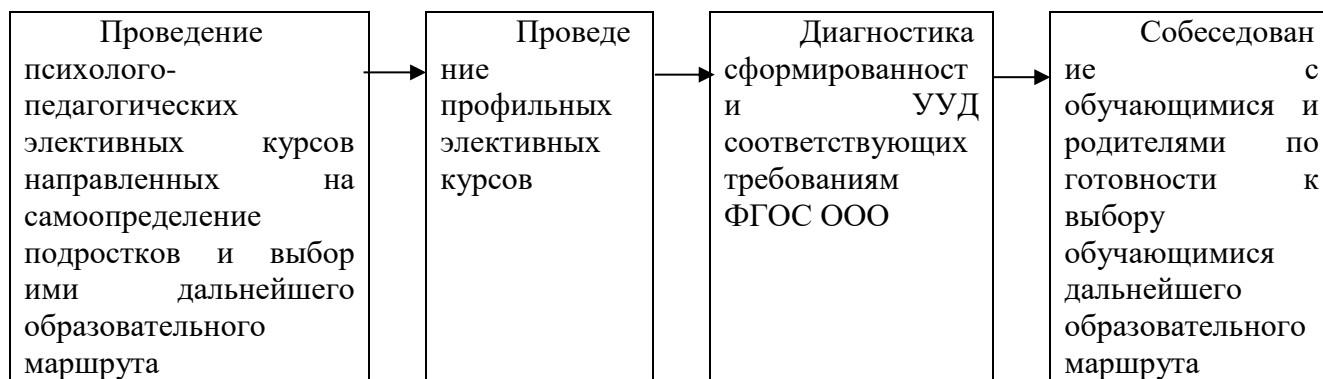 Проведение
психолого-
педагогических
элективных курсов
направленных на
самоопределение
подростков и выбор
ими дальнейшего
образовательного
маршрута
Проведе
ние
профильных
элективных
курсов
Диагностика
сформированност
и УУД
соответствующих
требованиям
ФГОС ООО
Собеседован
ие с
обучающимися и
родителями по
готовности к
выбору
обучающимися
дальнейшего
образовательного
маршрута